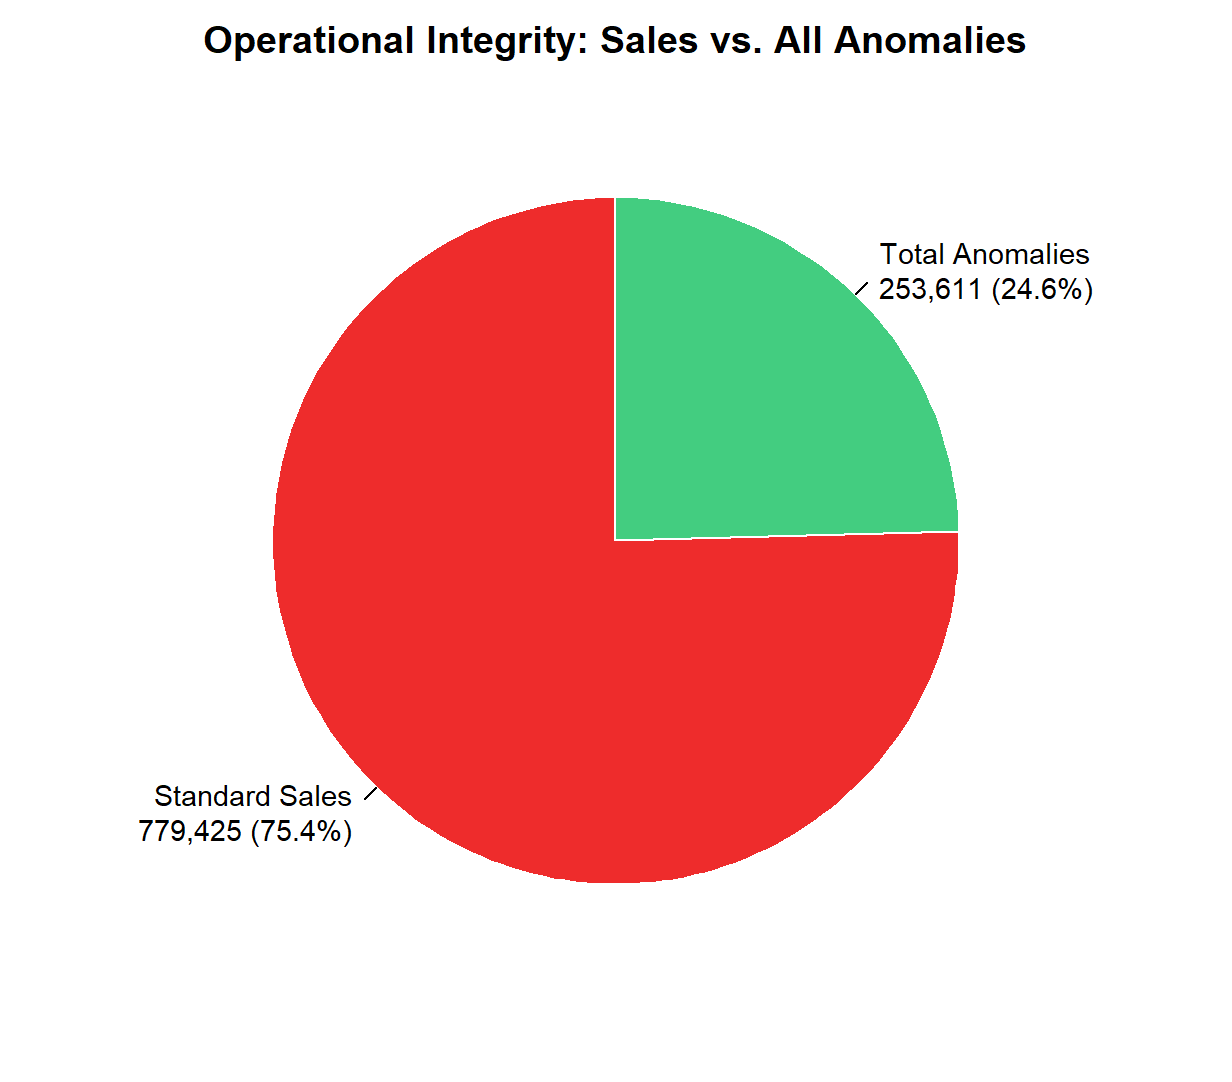 Operational Integrity: Sales vs. All Anomalies
Total Anomalies
253,611 (24.6%)
Standard Sales
779,425 (75.4%)